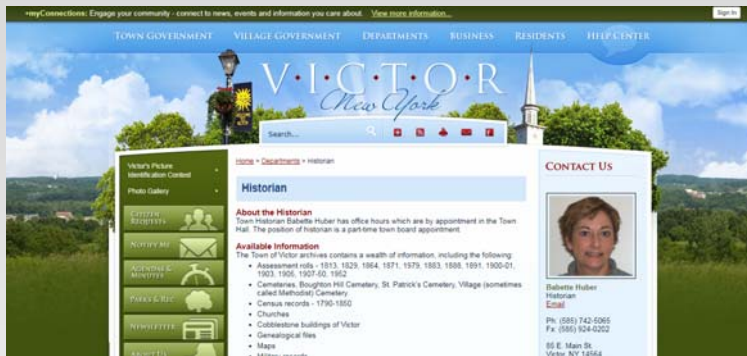 +myConnections: Engage your community - connect to news, events and information you care about. View more information...
Sign In
TOWN GOVERNMENT VILLAGE GOVERNMENT DEPARTMENTS BUSINESS RESIDENTS HELP CENTER
V·I·C·T·O·R
New York
Search...
Home > Departments > Historian
Victor's Picture
Identification Contest
Photo Gallery
CITIZEN
REQUESTS
NOTIFY ME
AGENDAS &
MINUTES
PARKS & REC
NEWSLETTER
ABOUT US
Historian
About the Historian
Town Historian Babette Huber has office hours which are by appointment in the Town
Hall. The position of historian is a part-time town board appointment.
Available Information
The Town of Victor archives contains a wealth of information, including the following:
• Assessment rolls - 1813, 1829, 1864, 1871, 1879, 1883, 1888, 1891, 1900-01,
1903, 1905, 1907-50, 1952
• Cemeteries, Boughton Hill Cemetery, St. Patrick's Cemetery, Village (sometimes
called Methodist) Cemetery
• Census records - 1790-1850
• Churches
• Cobblestone buildings of Victor
• Genealogical files
• Maps
• Military records
CONTACT US
Babette Huber
Historian
Email
Ph: (585) 742-5065
Fx: (585) 924-0202
85 E. Main St.
Victor, NY 14564